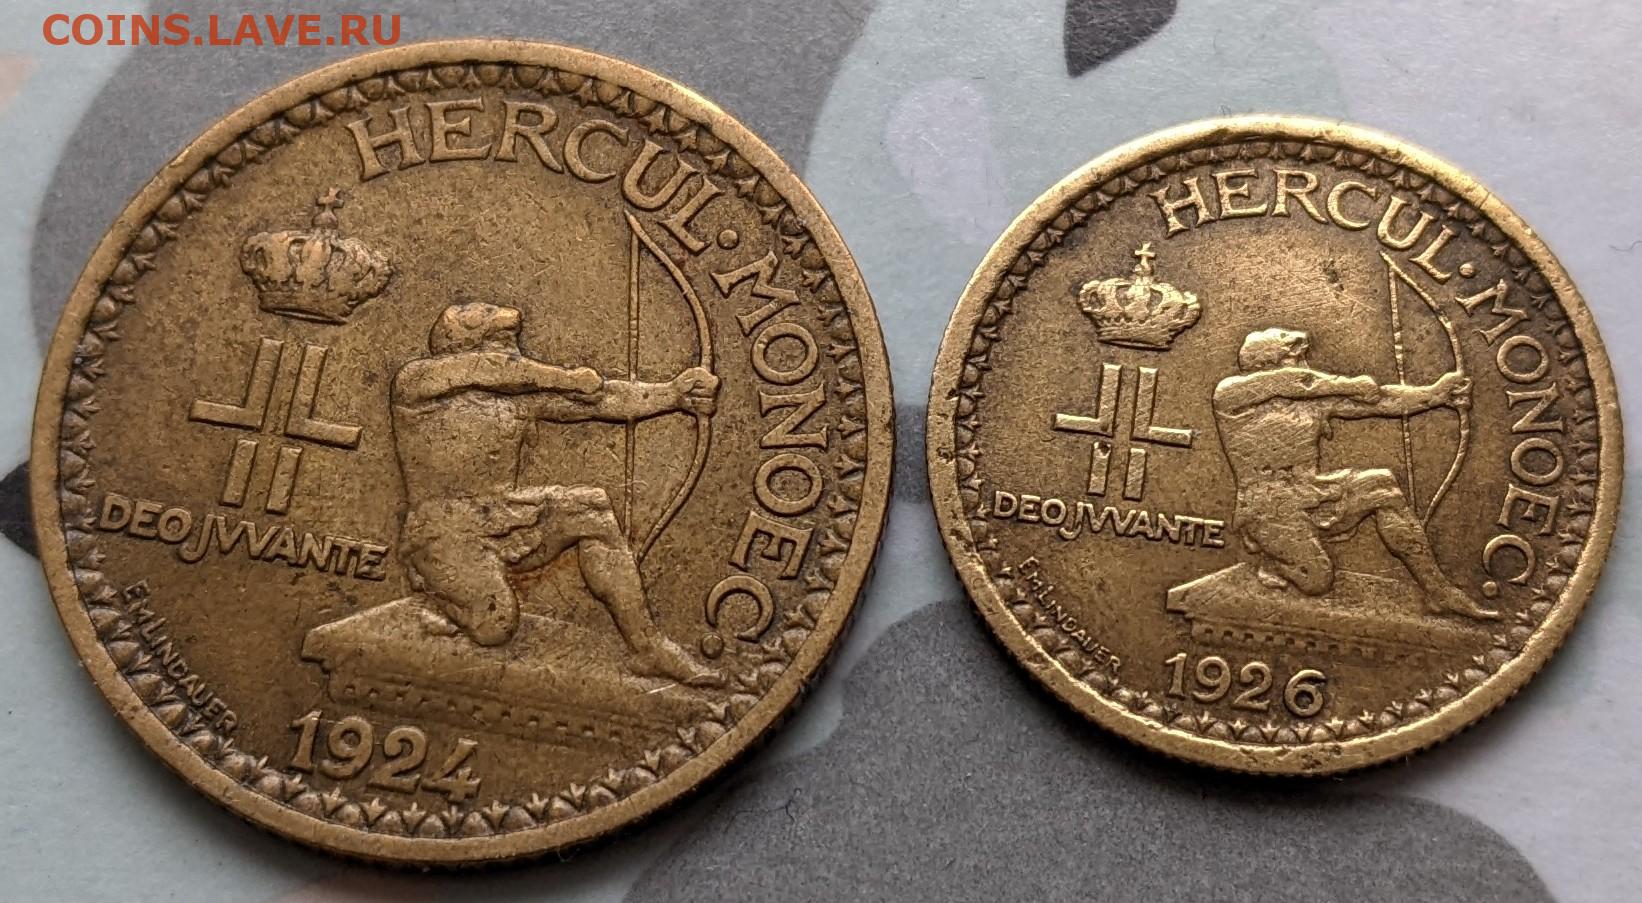 COINS.LAVE.RU
HERCUL·MONOEC.
DEO JVVANTE
EM LINDAUER
1924
HERCUL·MONOEC.
DEO JVVANTE
EM LINDAUER
1926